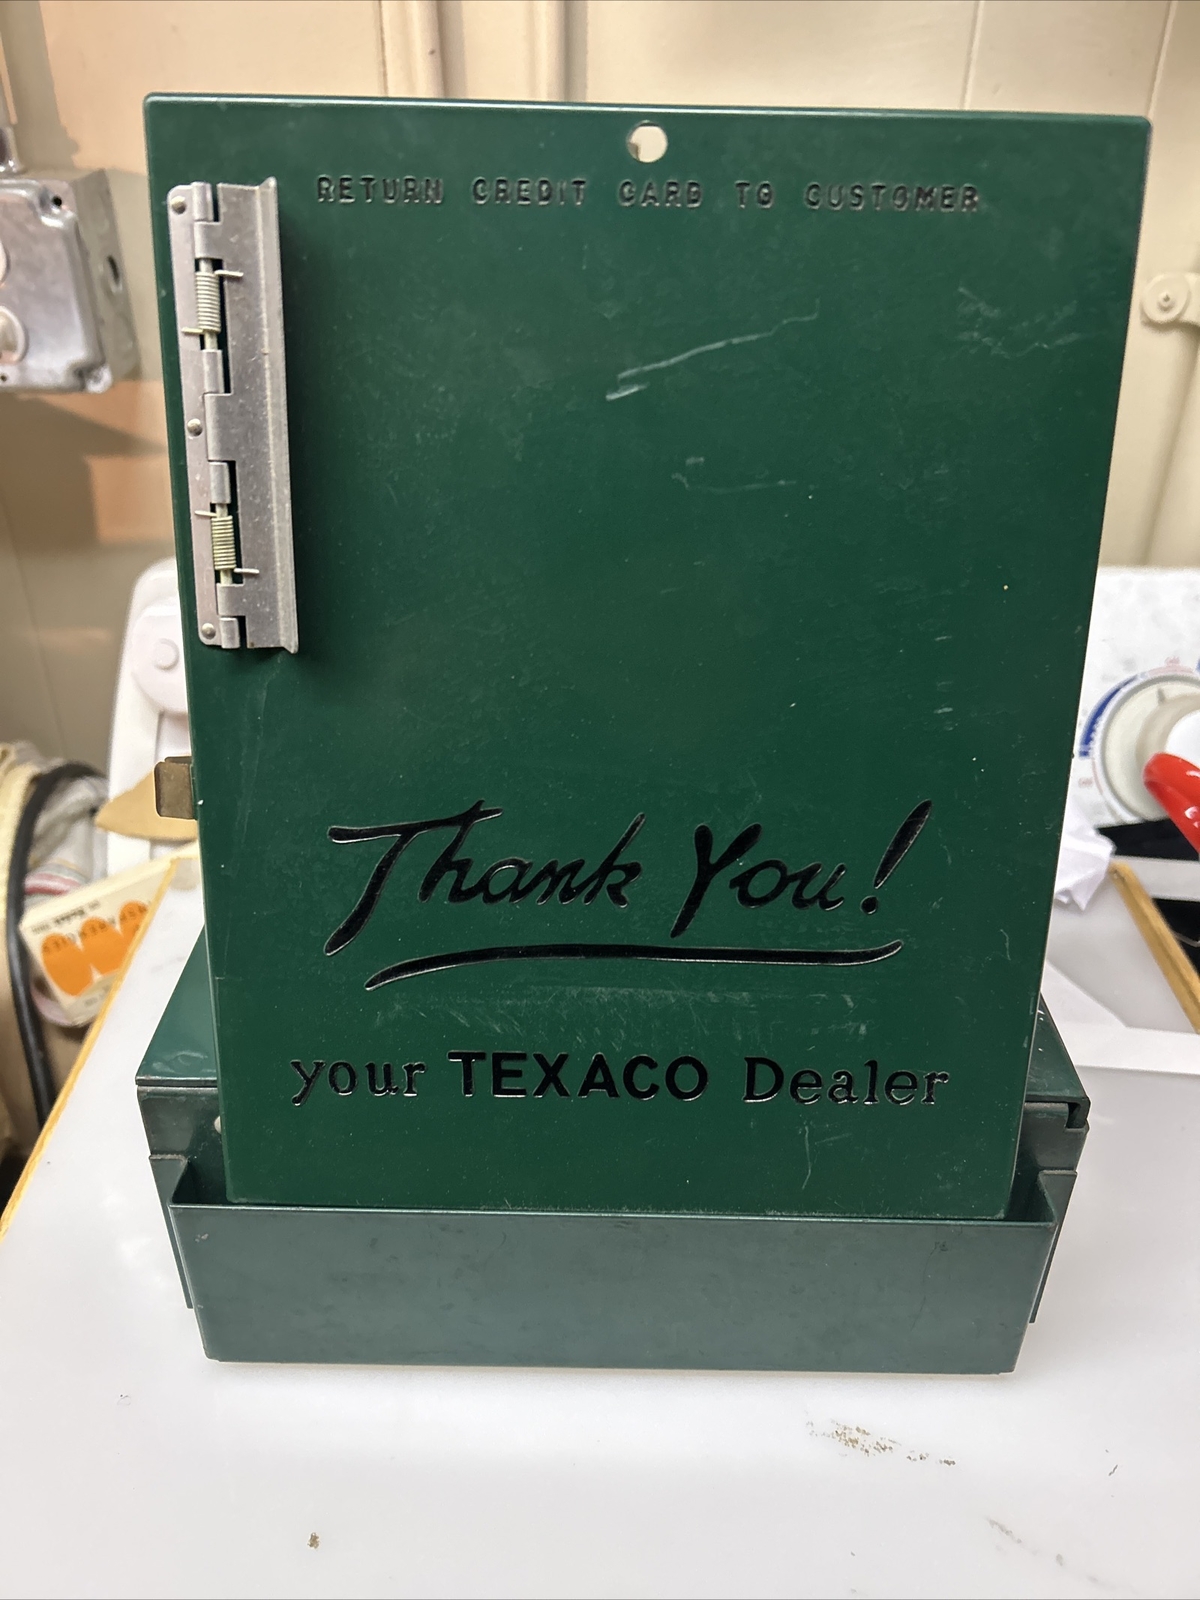 RETURN CREDIT CARD TO CUSTOMER
Thank You!
your TEXACO Dealer